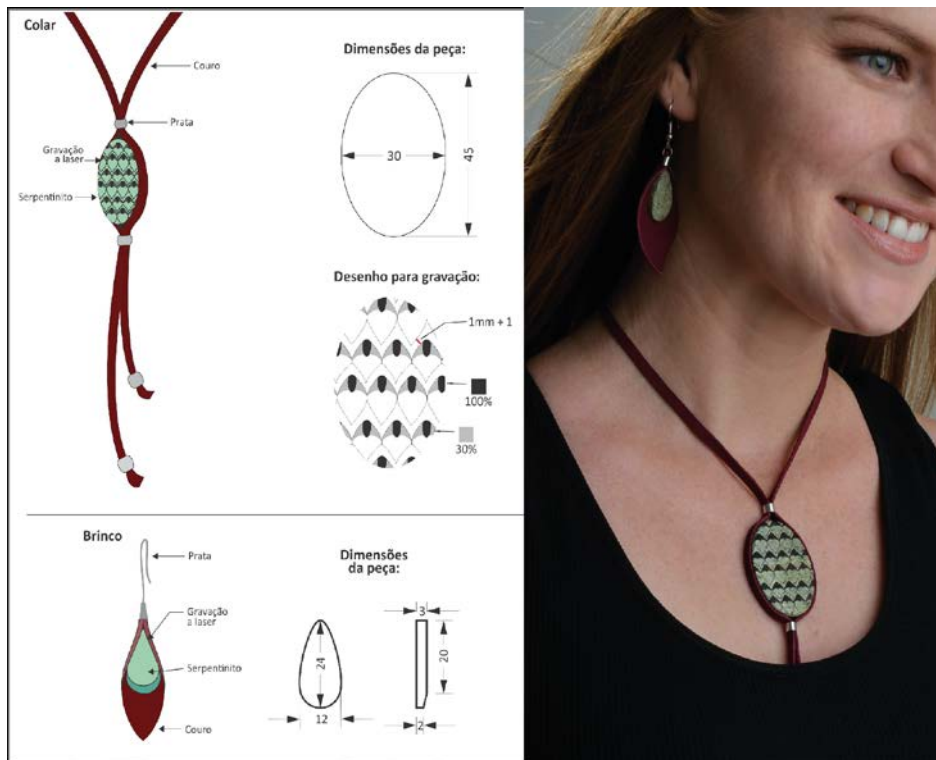 Colar
Couro
Prata
Gravação
a laser
Serpentinito
Dimensões da peça:
30
45
Desenho para gravação:
1mm + 1
100%
30%
Brinco
Prata
Gravação
a laser
Serpentinito
Couro
Dimensões
da peça:
24
12
3
20
2